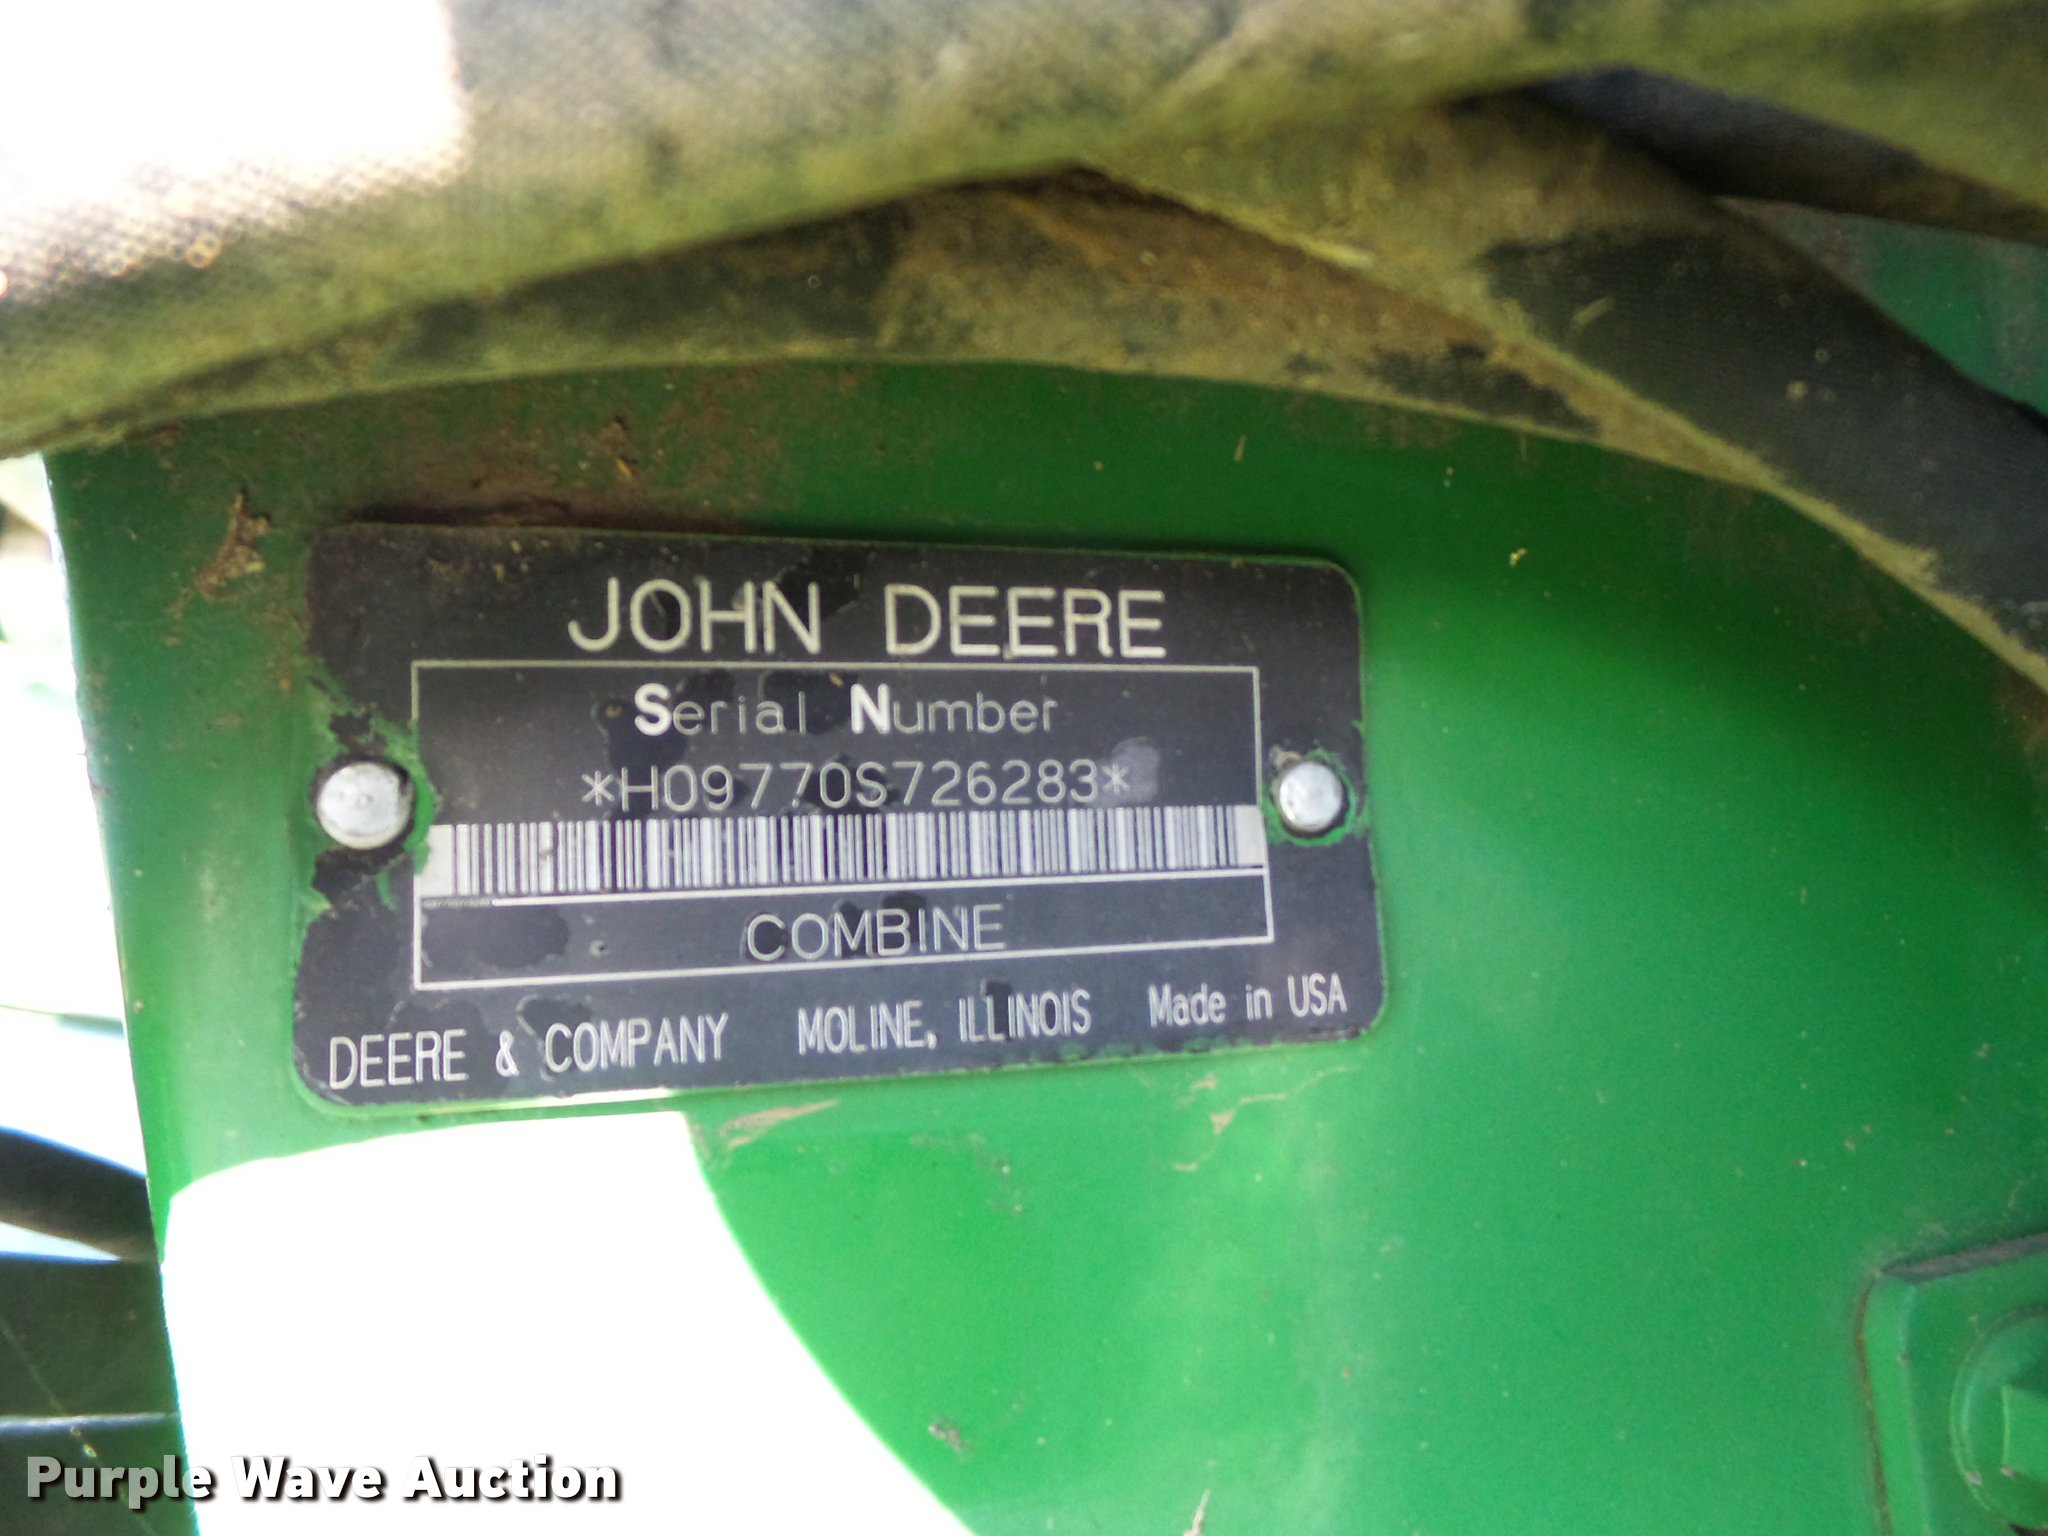 JOHN DEERE
Serial Number
*H09770S726283*
COMBINE
DEERE & COMPANY MOLINE, ILLINOIS Made in USA
Purple Wave Auction